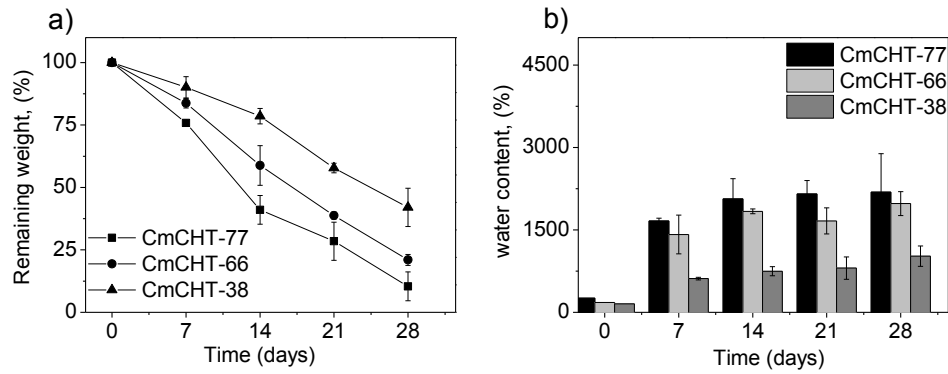 a)
Remaining weight, (%)
100
75
50
25
0
CmCHT-77
CmCHT-66
CmCHT-38
0 7 14 21 28
Time (days)
b)
water content, (%)
4500
3000
1500
0
CmCHT-77
CmCHT-66
CmCHT-38
0 7 14 21 28
Time (days)